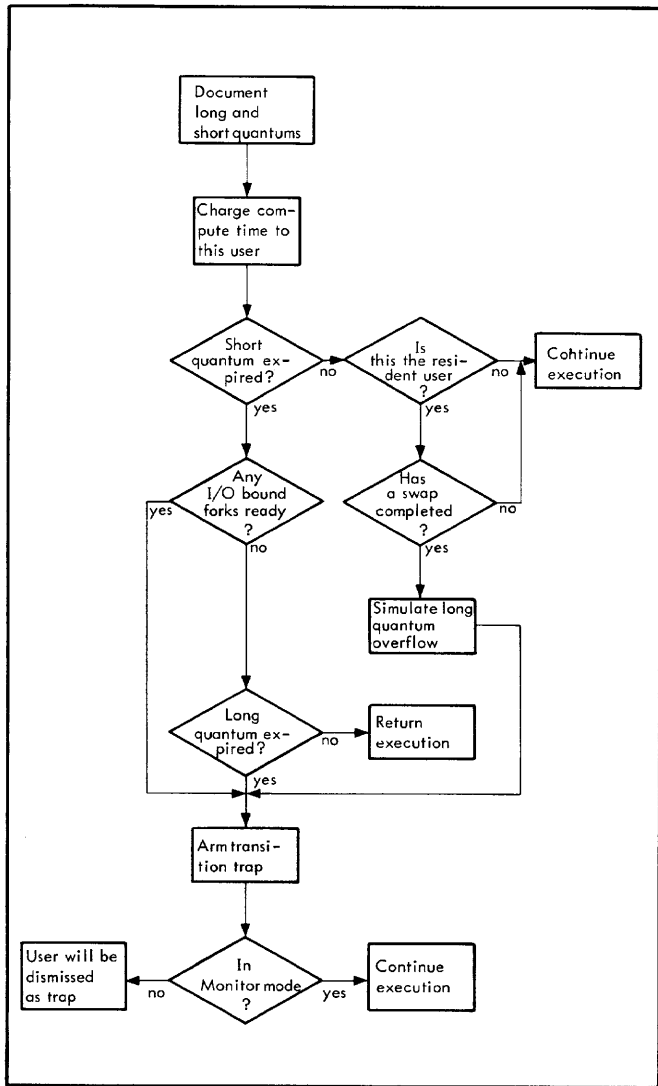 Document
long and
short quantums
Charge com-
pute time to
this user
Short
quantum ex-
pired?
no
yes
Is
this the resi-
dent user
?
no
yes
Continue
execution
Any
I/O bound
forks ready
?
yes
no
Has
a swap
completed
?
no
yes
Simulate long
quantum
overflow
Long
quantum ex-
pired?
no
yes
Return
execution
Arm transi-
tion trap
In
Monitor mode
?
no
yes
User will be
dismissed
as trap
Continue
execution